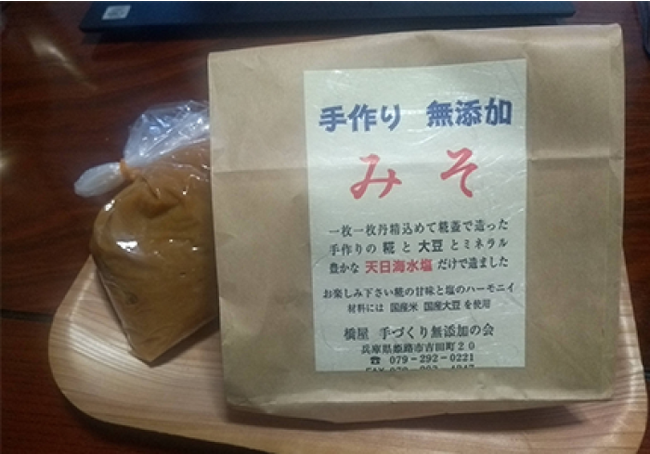 手作り 無添加
みそ
一枚一枚丹精込めて糀蓋で造った
手作りの 糀 と 大豆 とミネラル
豊かな 天日海水塩 だけで造りました
お楽しみ下さい糀の甘味と塩のハーモニイ
材料には 国産米 国産大豆 を使用
横屋 手づくり無添加の会
兵庫県姫路市吉田町20
☎ 079-292-0221